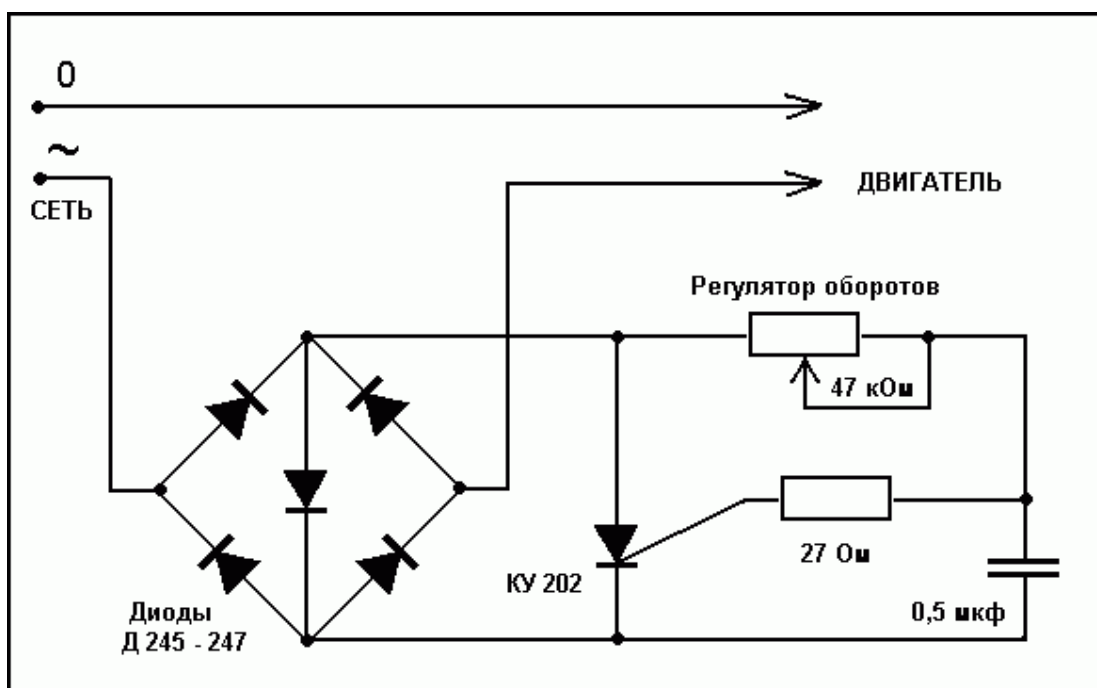 0
~
СЕТЬ
ДВИГАТЕЛЬ
Регулятор оборотов
47 кОм
27 Ом
КУ 202
0,5 мкф
Диоды
Д 245 - 247